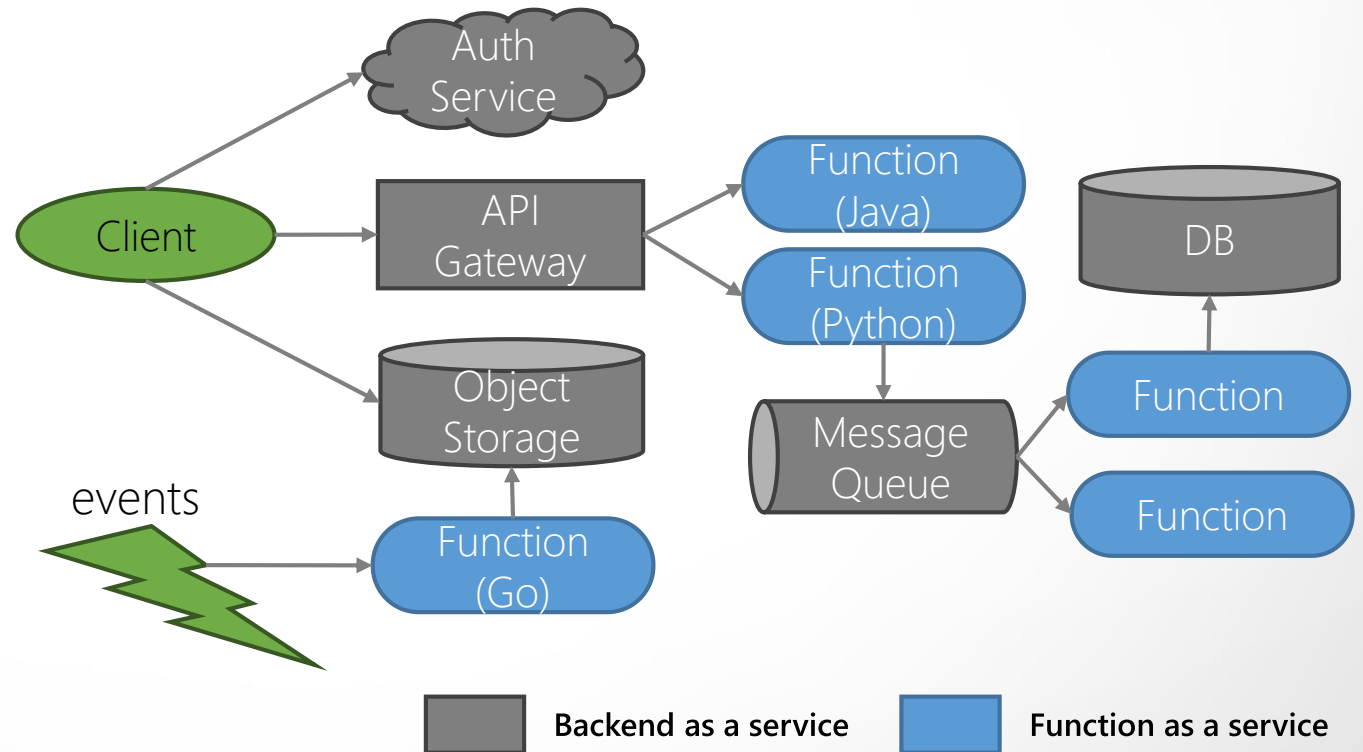 Auth
Service
Client
API
Gateway
Function
(Java)
Function
(Python)
DB
Object
Storage
Message
Queue
Function
Function
events
Function
(Go)
Backend as a service
Function as a service